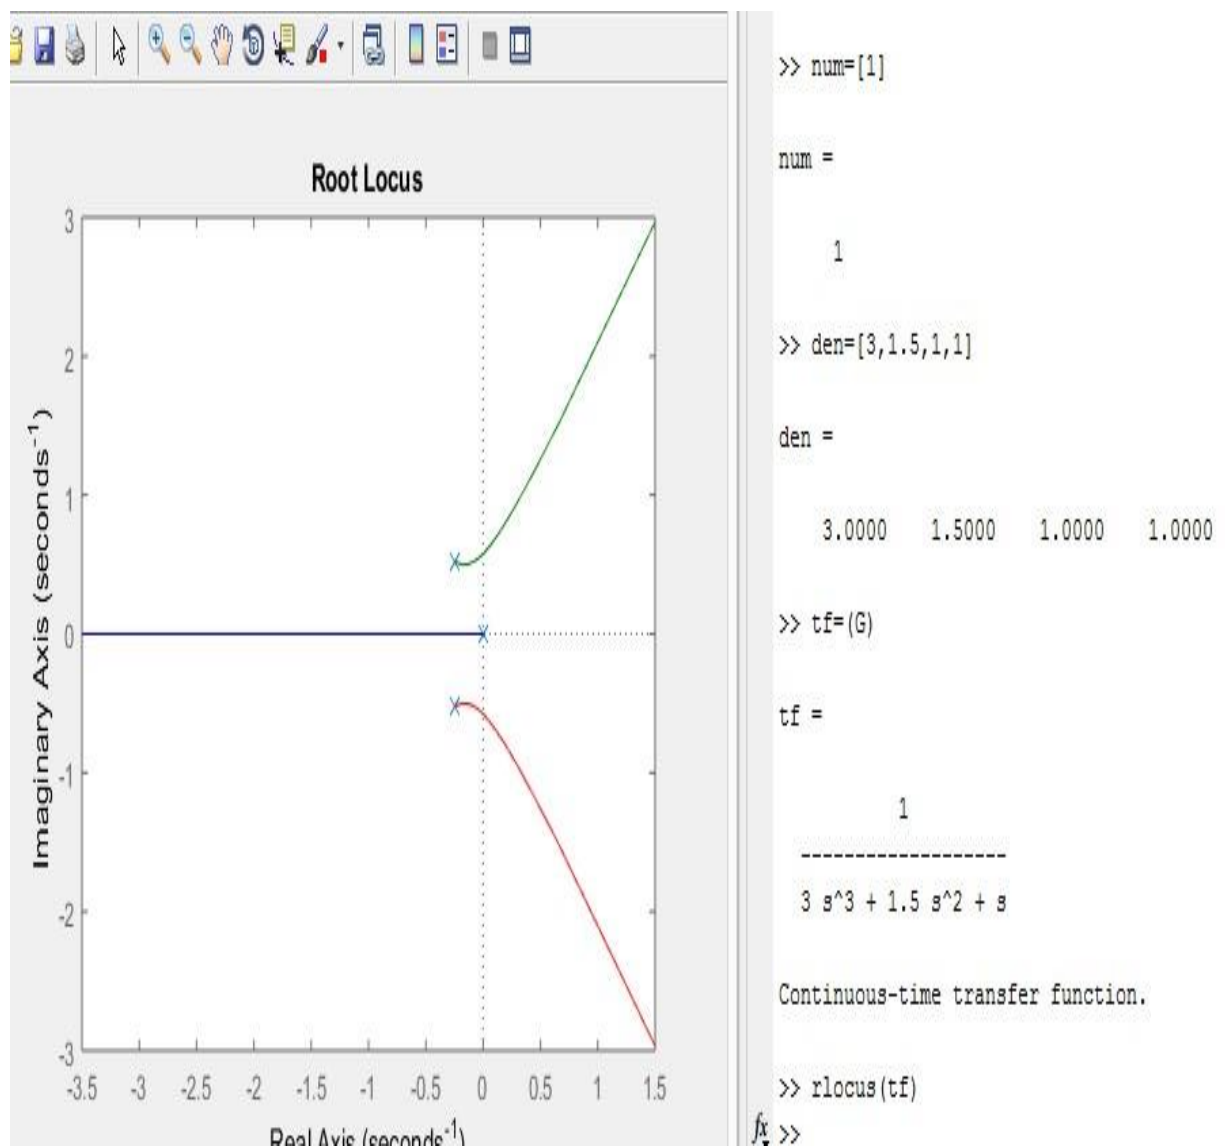 Root Locus
3
2
1
0
-1
-2
-3
Imaginary Axis (seconds⁻¹)
-3.5 -3 -2.5 -2 -1.5 -1 -0.5 0 0.5 1 1.5
Real Axis (seconds⁻¹)
>> num=[1]
num =
1
>> den=[3,1.5,1,1]
den =
3.0000 1.5000 1.0000 1.0000
>> tf=(G)
tf =
1
-------------------
3 s^3 + 1.5 s^2 + s
Continuous-time transfer function.
>> rlocus(tf)
fx >>